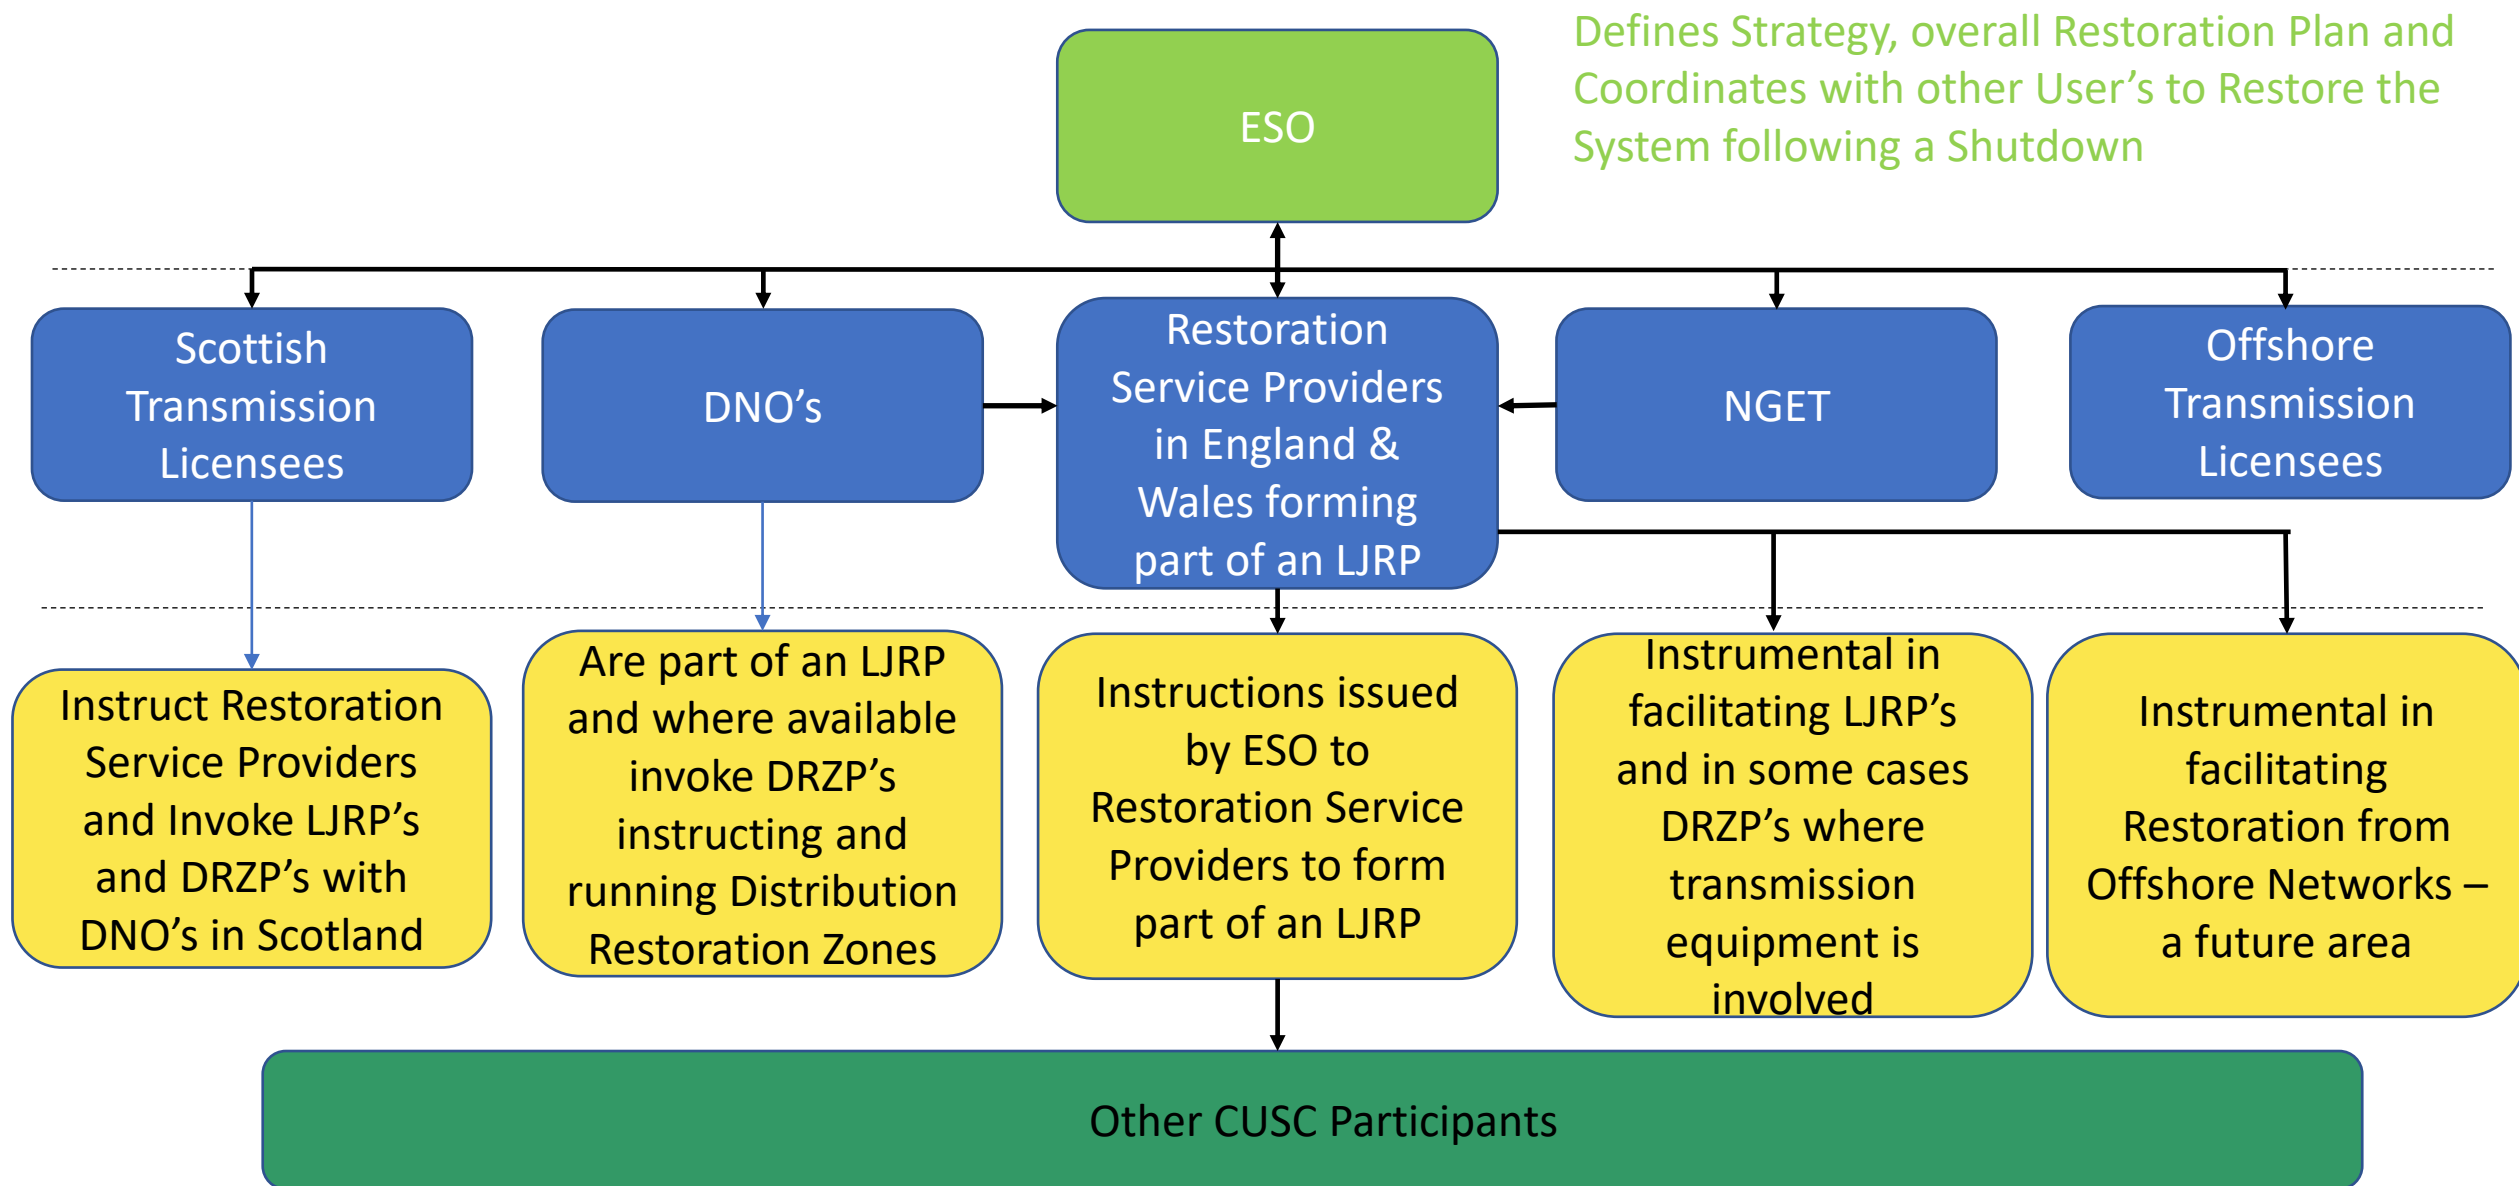 Defines Strategy, overall Restoration Plan and
Coordinates with other User’s to Restore the
System following a Shutdown
ESO
Scottish
Transmission
Licensees
DNO’s
Restoration
Service Providers
in England &
Wales forming
part of an LJRP
NGET
Offshore
Transmission
Licensees
Instruct Restoration
Service Providers
and Invoke LJRP’s
and DRZP’s with
DNO’s in Scotland
Are part of an LJRP
and where available
invoke DRZP’s
instructing and
running Distribution
Restoration Zones
Instructions issued
by ESO to
Restoration Service
Providers to form
part of an LJRP
Instrumental in
facilitating LJRP’s
and in some cases
DRZP’s where
transmission
equipment is
involved
Instrumental in
facilitating
Restoration from
Offshore Networks –
a future area
Other CUSC Participants